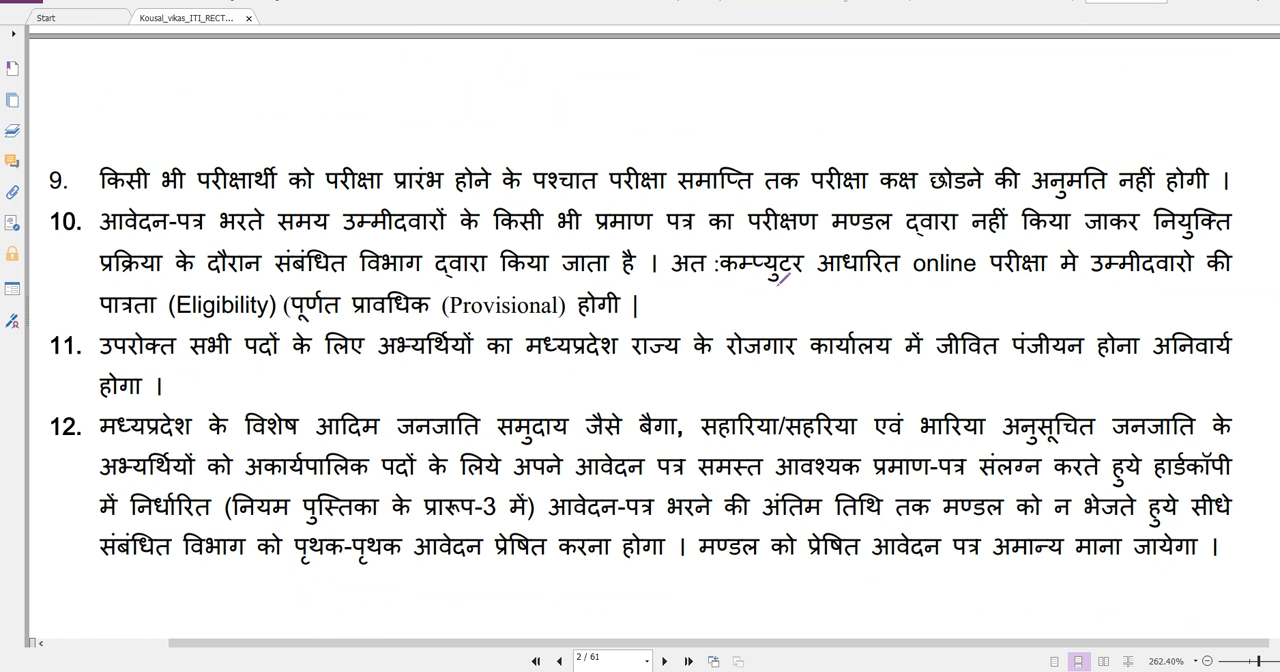 Start
Kousal_vikas_ITI_RECT...
9. किसी भी परीक्षार्थी को परीक्षा प्रारंभ होने के पश्चात परीक्षा समाप्ति तक परीक्षा कक्ष छोडने की अनुमति नहीं होगी ।
10. आवेदन-पत्र भरते समय उम्मीदवारों के किसी भी प्रमाण पत्र का परीक्षण मण्डल द्वारा नहीं किया जाकर नियुक्ति
प्रक्रिया के दौरान संबंधित विभाग द्वारा किया जाता है । अत :कम्प्युटर आधारित online परीक्षा मे उम्मीदवारो की
पात्रता (Eligibility) (पूर्णत प्रावधिक (Provisional) होगी |
11. उपरोक्त सभी पदों के लिए अभ्यर्थियों का मध्यप्रदेश राज्य के रोजगार कार्यालय में जीवित पंजीयन होना अनिवार्य
होगा ।
12. मध्यप्रदेश के विशेष आदिम जनजाति समुदाय जैसे बैगा, सहारिया/सहरिया एवं भारिया अनुसूचित जनजाति के
अभ्यर्थियों को अकार्यपालिक पदों के लिये अपने आवेदन पत्र समस्त आवश्यक प्रमाण-पत्र संलग्न करते हुये हार्डकॉपी
में निर्धारित (नियम पुस्तिका के प्रारूप-3 में) आवेदन-पत्र भरने की अंतिम तिथि तक मण्डल को न भेजते हुये सीधे
संबंधित विभाग को पृथक-पृथक आवेदन प्रेषित करना होगा । मण्डल को प्रेषित आवेदन पत्र अमान्य माना जायेगा ।
2 / 61
262.40%